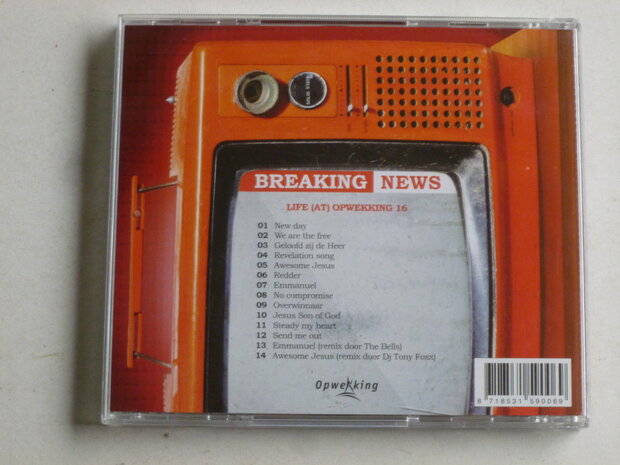 SOLID STATE
BREAKING NEWS
LIFE (AT) OPWEKKING 16
01 New day
02 We are the free
03 Geloofd zij de Heer
04 Revelation song
05 Awesome Jesus
06 Redder
07 Emmanuel
08 No compromise
09 Overwinnaar
10 Jesus Son of God
11 Steady my heart
12 Send me out
13 Emmanuel (remix door The Bells)
14 Awesome Jesus (remix door Dj Tony Foxx)
Opwekking
8 718531 590069